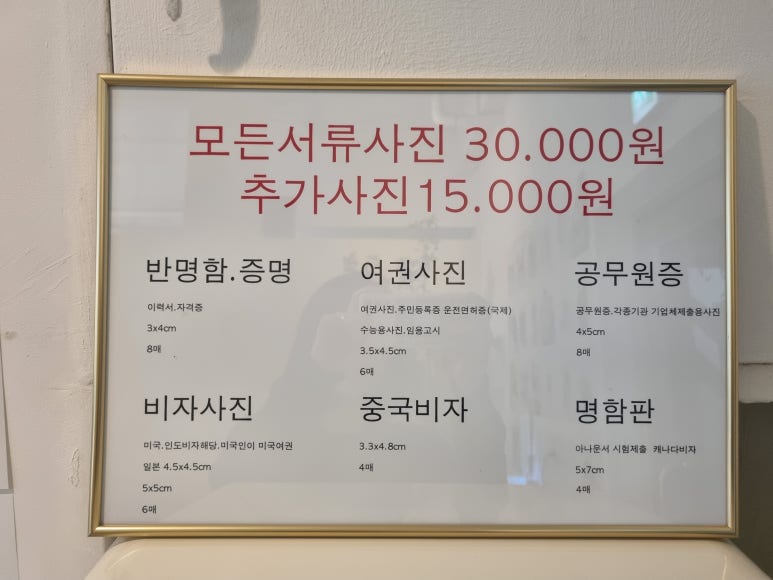 모든서류사진 30.000원
추가사진15.000원
반명함.증명
이력서.자격증
3x4cm
8매
여권사진
여권사진.주민등록증 운전면허증(국제)
수능용사진.임용고시
3.5x4.5cm
6매
공무원증
공무원증.각종기관 기업체제출용사진
4x5cm
8매
비자사진
미국.인도비자해당.미국인이 미국여권
일본 4.5x4.5cm
5x5cm
6매
중국비자
3.3x4.8cm
4매
명함판
아나운서 시험제출 캐나다비자
5x7cm
4매